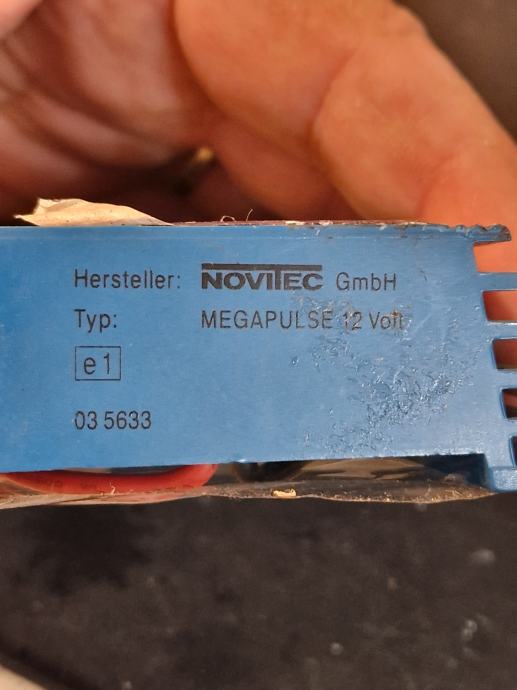 Hersteller: NOVITEC GmbH
Typ: MEGAPULSE 12 Volt
e1
03 5633